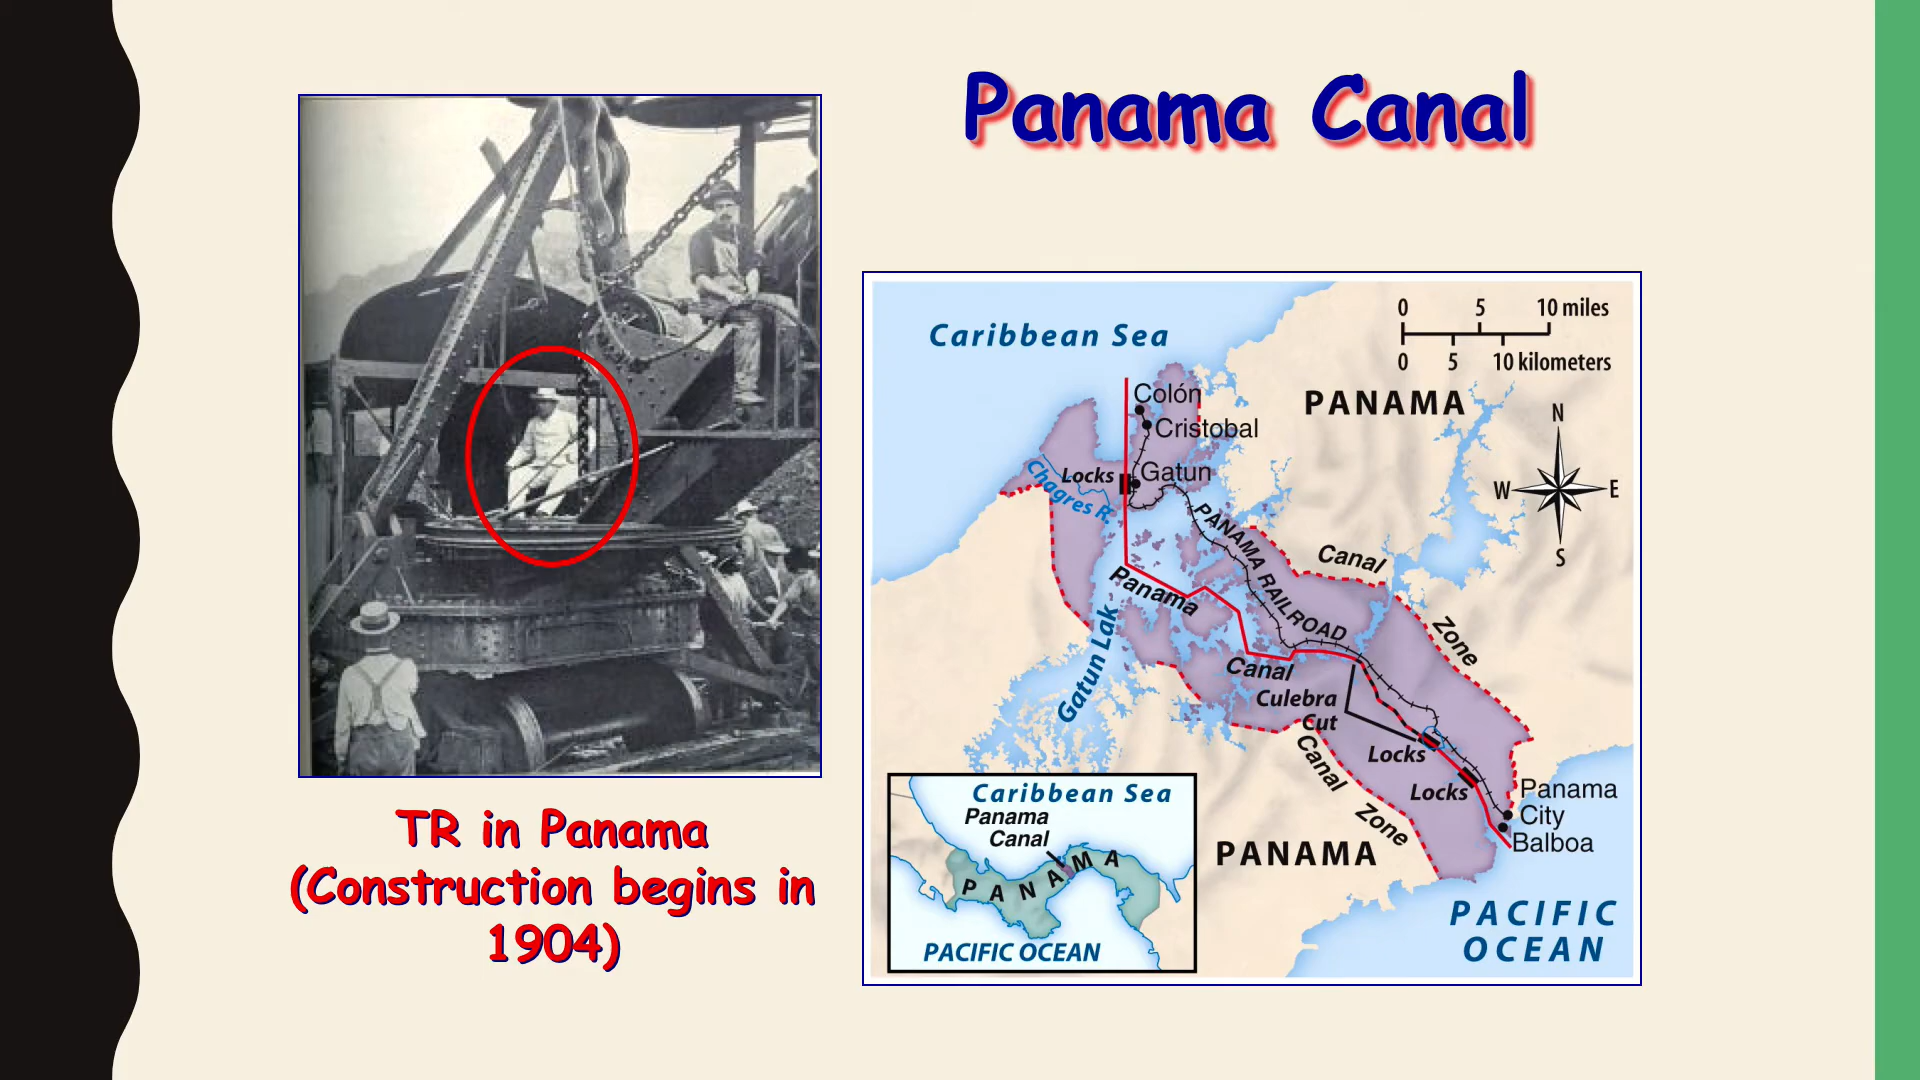 Panama Canal
TR in Panama
(Construction begins in
1904)
Caribbean Sea
0 5 10 miles
0 5 10 kilometers
PANAMA
N
W E
S
Colón
Cristobal
Locks
Gatun
Chagres R.
PANAMA RAILROAD
Canal
Zone
Panama
Canal
Gatun Lak
Culebra
Cut
Locks
Locks
Canal
Zone
Panama
City
Balboa
PANAMA
PACIFIC
OCEAN
Caribbean Sea
Panama
Canal
PANAMA
PACIFIC OCEAN